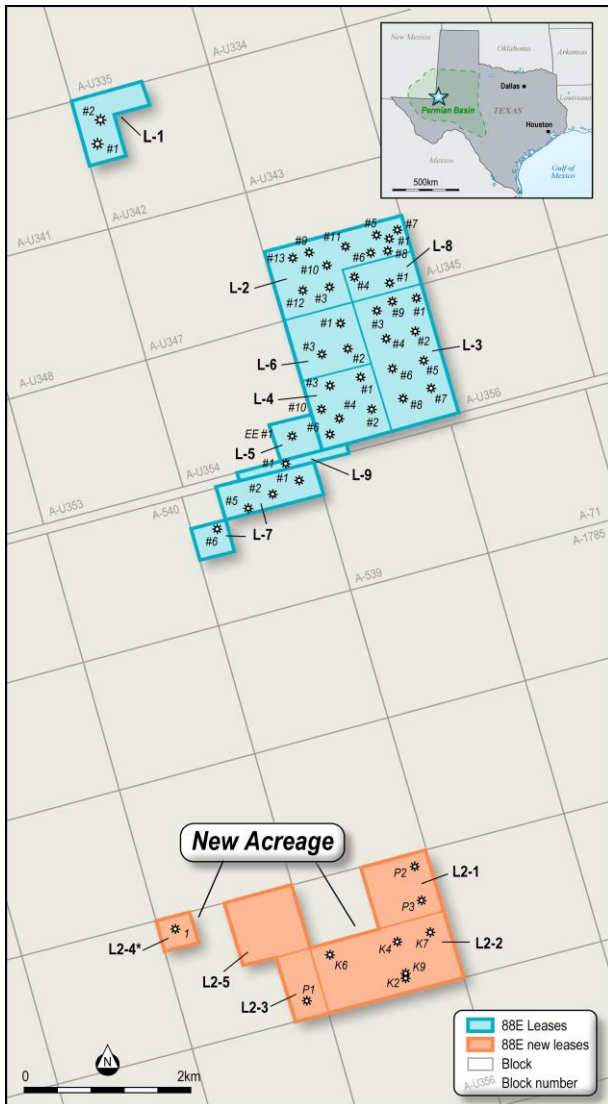 A-U335
A-U334
#2
#1
L-1
New Mexico
Oklahoma
Arkansas
Dallas
TEXAS
Louisiana
Permian Basin
Houston
Mexico
Gulf of
Mexico
500km
A-U341
A-U342
A-U343
#9
#11
#5
#7
#13
#1
#6
#8
L-8
#10
L-2
#4
#1
A-U345
#12
#3
#9
#1
A-U348
A-U347
#1
#3
L-3
#3
#4
#2
L-6
#2
#5
L-4
#3
#1
#6
#10
#4
#7
A-U356
EE #1
#6
#2
#8
L-5
L-9
A-U353
A-U354
#1
#1
#2
A-540
#5
L-7
#6
A-71
A-1785
A-539
New Acreage
P2
L2-1
P3
1
L2-4*
K7
L2-2
K4
K6
L2-5
K9
K2
P1
L2-3
N
0
2km
88E Leases
88E new leases
Block
A-U356
Block number